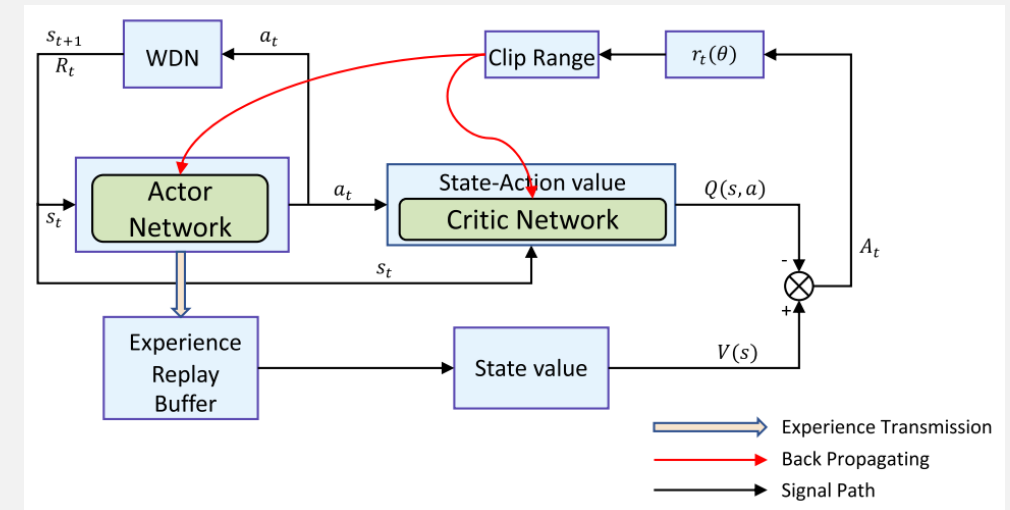 s_{t+1}
R_t
WDN
a_t
Clip Range
r_t(θ)
s_t
Actor
Network
a_t
State-Action value
Critic Network
Q(s,a)
s_t
-
+
A_t
Experience
Replay
Buffer
State value
V(s)
Experience Transmission
Back Propagating
Signal Path